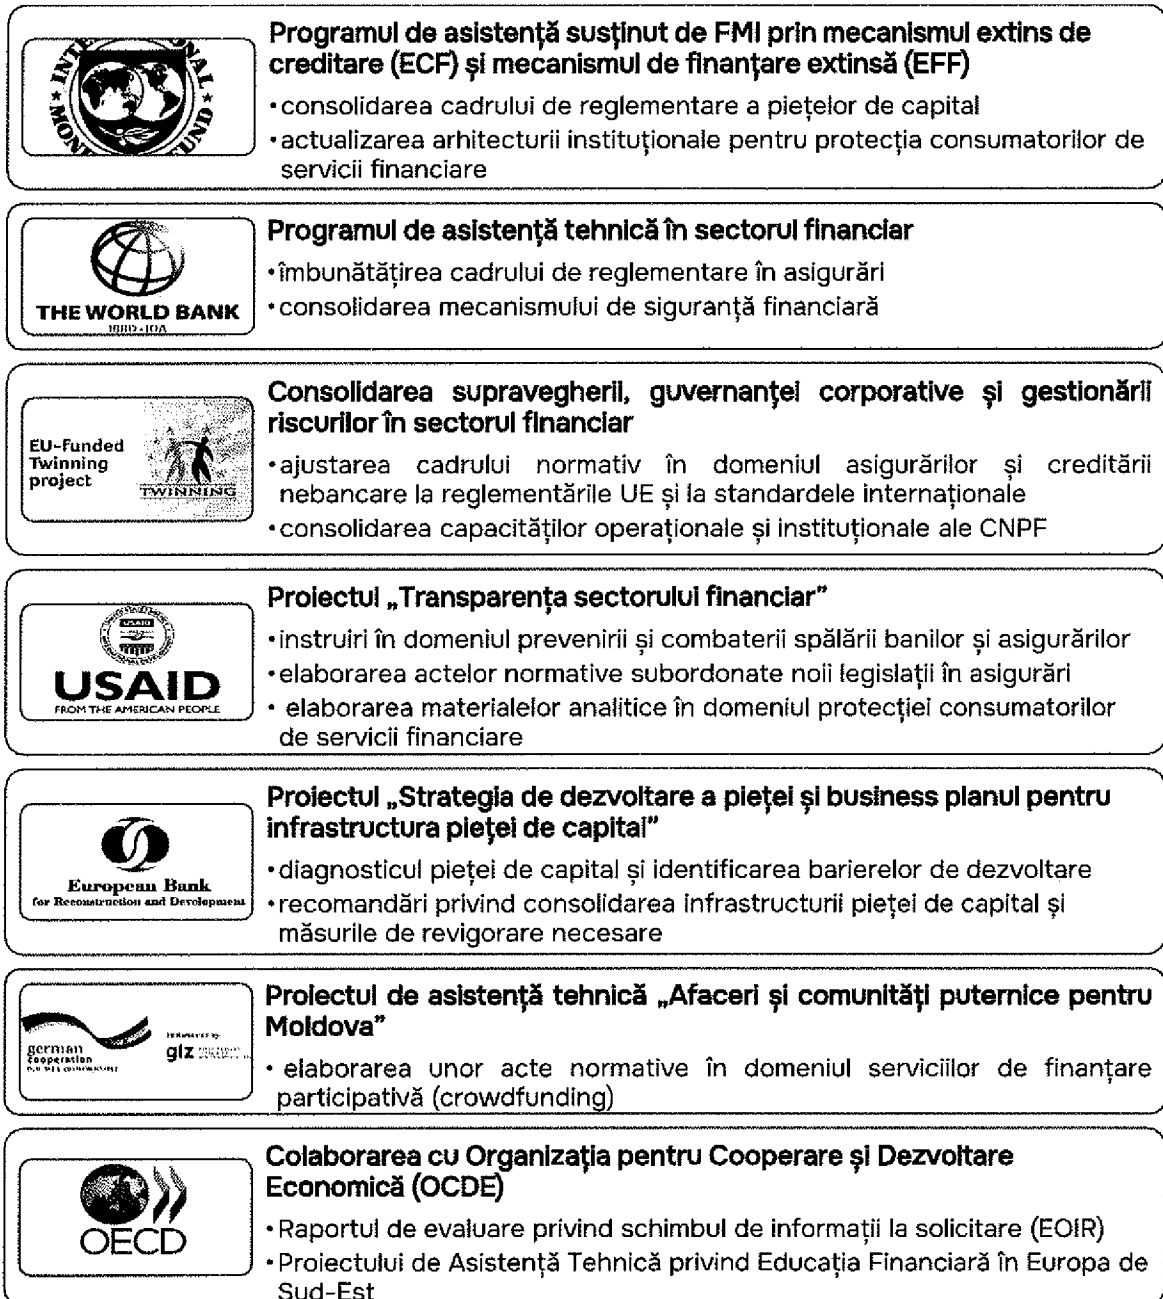 INTERNATIONAL MONETARY FUND
Programul de asistență susținut de FMI prin mecanismul extins de
creditare (ECF) și mecanismul de finanțare extinsă (EFF)
•consolidarea cadrului de reglementare a piețelor de capital
•actualizarea arhitecturii instituționale pentru protecția consumatorilor de
servicii financiare
THE WORLD BANK
IBRD • IDA
Programul de asistență tehnică în sectorul financiar
•îmbunătățirea cadrului de reglementare în asigurări
•consolidarea mecanismului de siguranță financiară
EU-Funded
Twinning
project
TWINNING
Consolidarea supravegherii, guvernanței corporative și gestionării
riscurilor în sectorul financiar
•ajustarea cadrului normativ în domeniul asigurărilor și creditării
nebancare la reglementările UE și la standardele internaționale
•consolidarea capacităților operaționale și instituționale ale CNPF
USAID
USAID
FROM THE AMERICAN PEOPLE
Proiectul „Transparența sectorului financiar”
•instruiri în domeniul prevenirii și combaterii spălării banilor și asigurărilor
•elaborarea actelor normative subordonate noii legislații în asigurări
• elaborarea materialelor analitice în domeniul protecției consumatorilor
de servicii financiare
European Bank
for Reconstruction and Development
Proiectul „Strategia de dezvoltare a pieței și business planul pentru
infrastructura pieței de capital”
•diagnosticul pieței de capital și identificarea barierelor de dezvoltare
•recomandări privind consolidarea infrastructurii pieței de capital și
măsurile de revigorare necesare
german
cooperation
giz
Proiectul de asistență tehnică „Afaceri și comunități puternice pentru
Moldova”
• elaborarea unor acte normative în domeniul serviciilor de finanțare
participativă (crowdfunding)
OECD
Colaborarea cu Organizația pentru Cooperare și Dezvoltare
Economică (OCDE)
•Raportul de evaluare privind schimbul de informații la solicitare (EOIR)
•Proiectului de Asistență Tehnică privind Educația Financiară în Europa de
Sud-Est